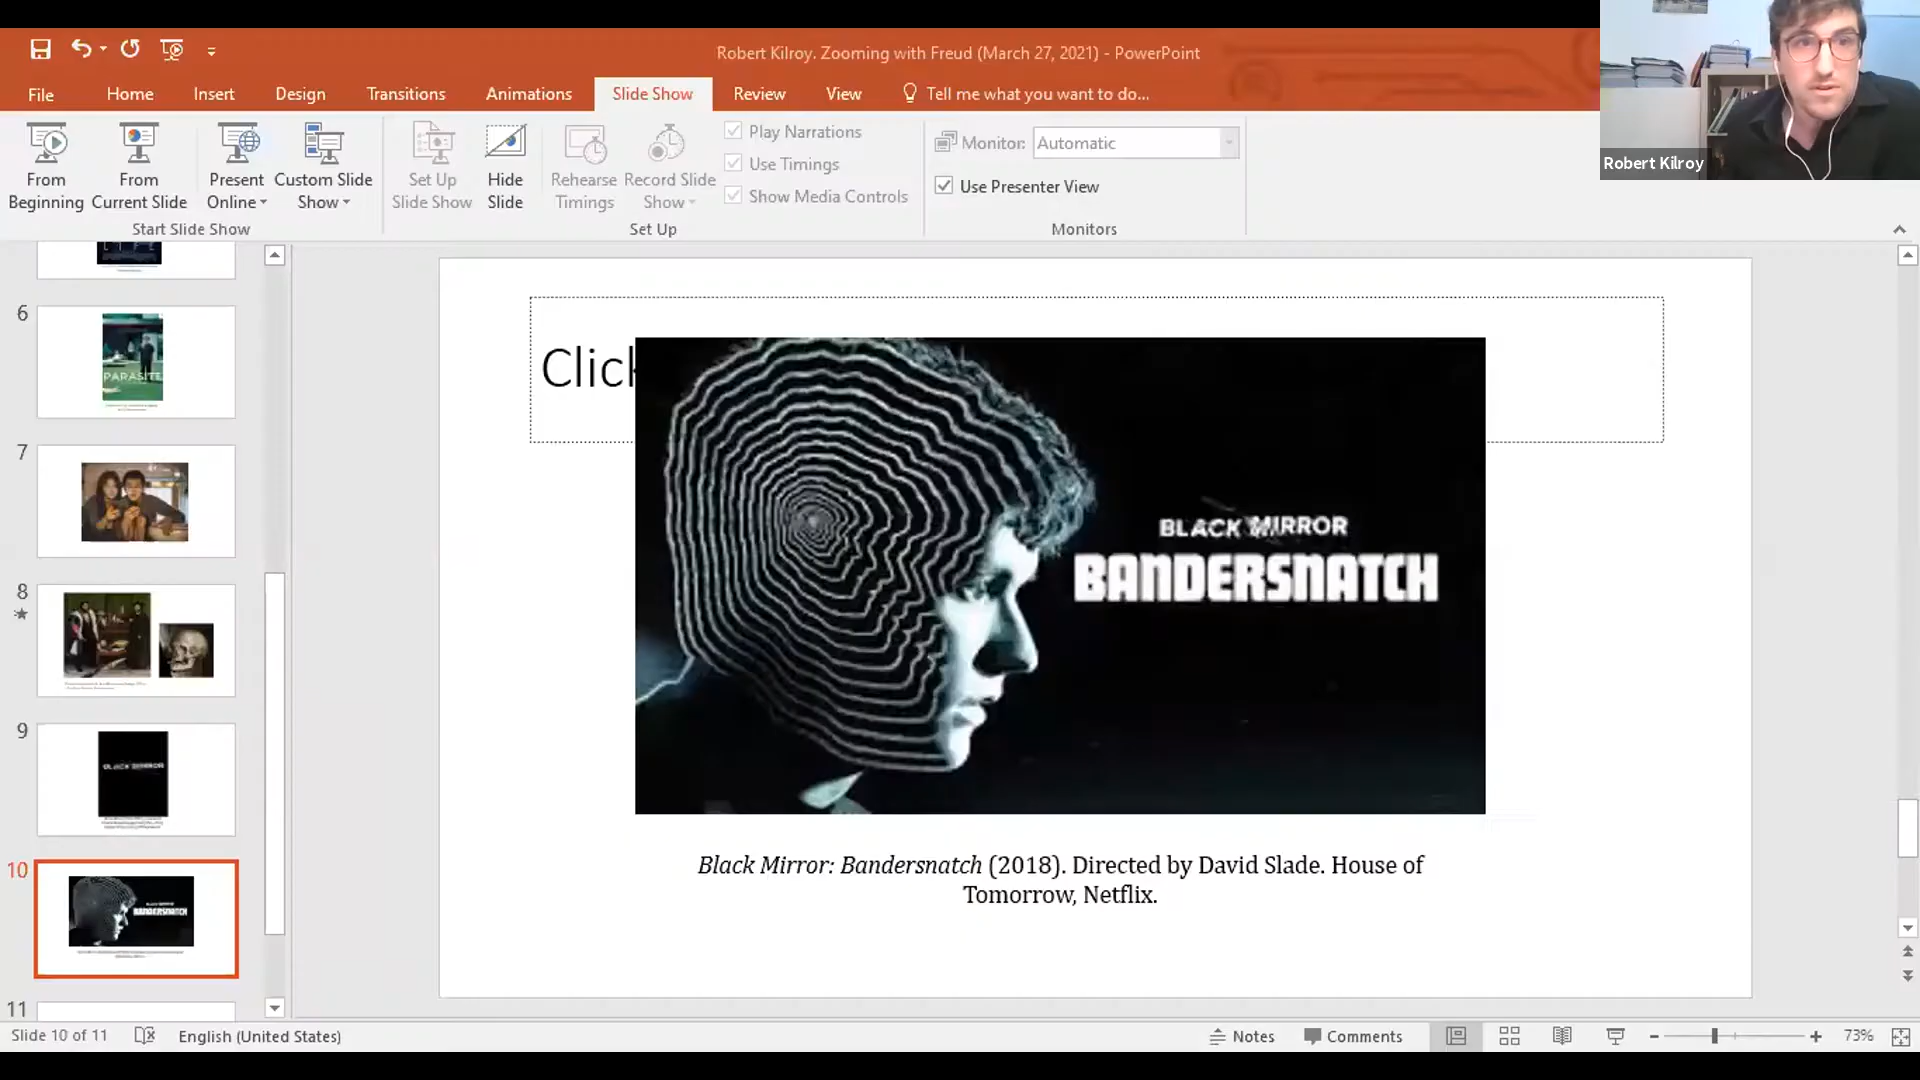 Robert Kilroy. Zooming with Freud (March 27, 2021) - PowerPoint
File
Home
Insert
Design
Transitions
Animations
Slide Show
Review
View
Tell me what you want to do...
From
Beginning
From
Current Slide
Present
Online
Custom Slide
Show
Start Slide Show
Set Up
Slide Show
Hide
Slide
Rehearse
Timings
Record Slide
Show
Play Narrations
Use Timings
Show Media Controls
Set Up
Monitor:
Automatic
Use Presenter View
Monitors
Robert Kilroy
6
PARASITE
7
8
9
BLACK MIRROR
10
BANDERSNATCH
11
Click
BLACK MIRROR
BANDERSNATCH
Black Mirror: Bandersnatch (2018). Directed by David Slade. House of
Tomorrow, Netflix.
Slide 10 of 11
English (United States)
Notes
Comments
73%